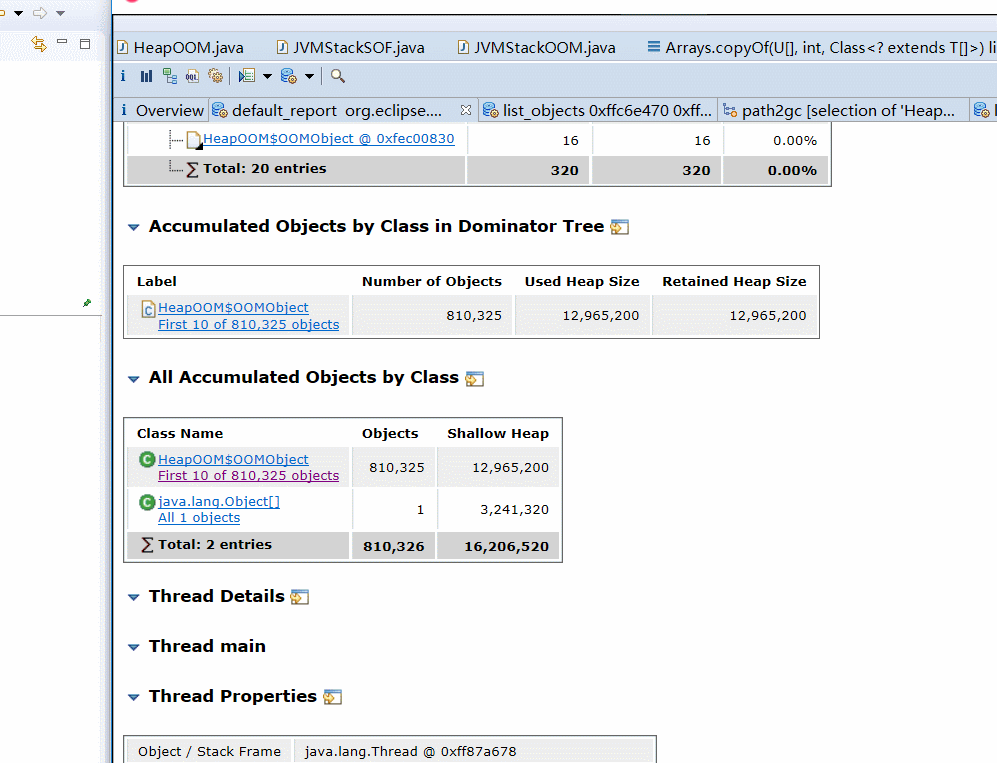 HeapOOM.java JVMStackSOF.java JVMStackOOM.java Arrays.copyOf(U[], int, Class<? extends T[]>) li
i OQL
i Overview default_report org.eclipse.... list_objects 0xffc6e470 0xff... path2gc [selection of 'Heap...
HeapOOM$OOMObject @ 0xfec00830 16 16 0.00%
∑ Total: 20 entries 320 320 0.00%
Accumulated Objects by Class in Dominator Tree
Label Number of Objects Used Heap Size Retained Heap Size
HeapOOM$OOMObject
First 10 of 810,325 objects 810,325 12,965,200 12,965,200
All Accumulated Objects by Class
Class Name Objects Shallow Heap
HeapOOM$OOMObject
First 10 of 810,325 objects 810,325 12,965,200
java.lang.Object[]
All 1 objects 1 3,241,320
∑ Total: 2 entries 810,326 16,206,520
Thread Details
Thread main
Thread Properties
Object / Stack Frame java.lang.Thread @ 0xff87a678